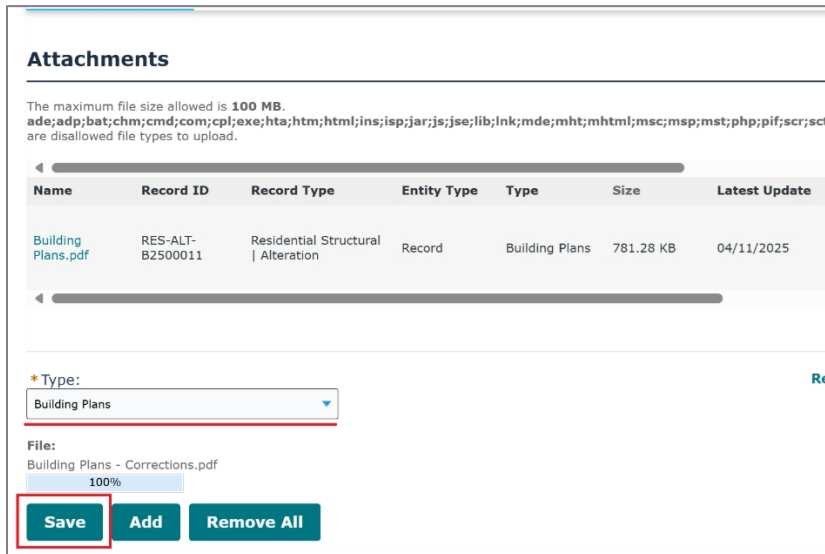 Attachments
The maximum file size allowed is 100 MB.
ade;adp;bat;chm;cmd;com;cpl;exe;hta;htm;html;ins;isp;jar;js;jse;lib;lnk;mde;mht;mhtml;msc;msp;mst;php;pif;scr;sct
are disallowed file types to upload.
Name Record ID Record Type Entity Type Type Size Latest Update
Building RES-ALT- Residential Structural Record Building Plans 781.28 KB 04/11/2025
Plans.pdf B2500011 | Alteration
*Type: Re
Building Plans
File:
Building Plans - Corrections.pdf
100%
Save Add Remove All